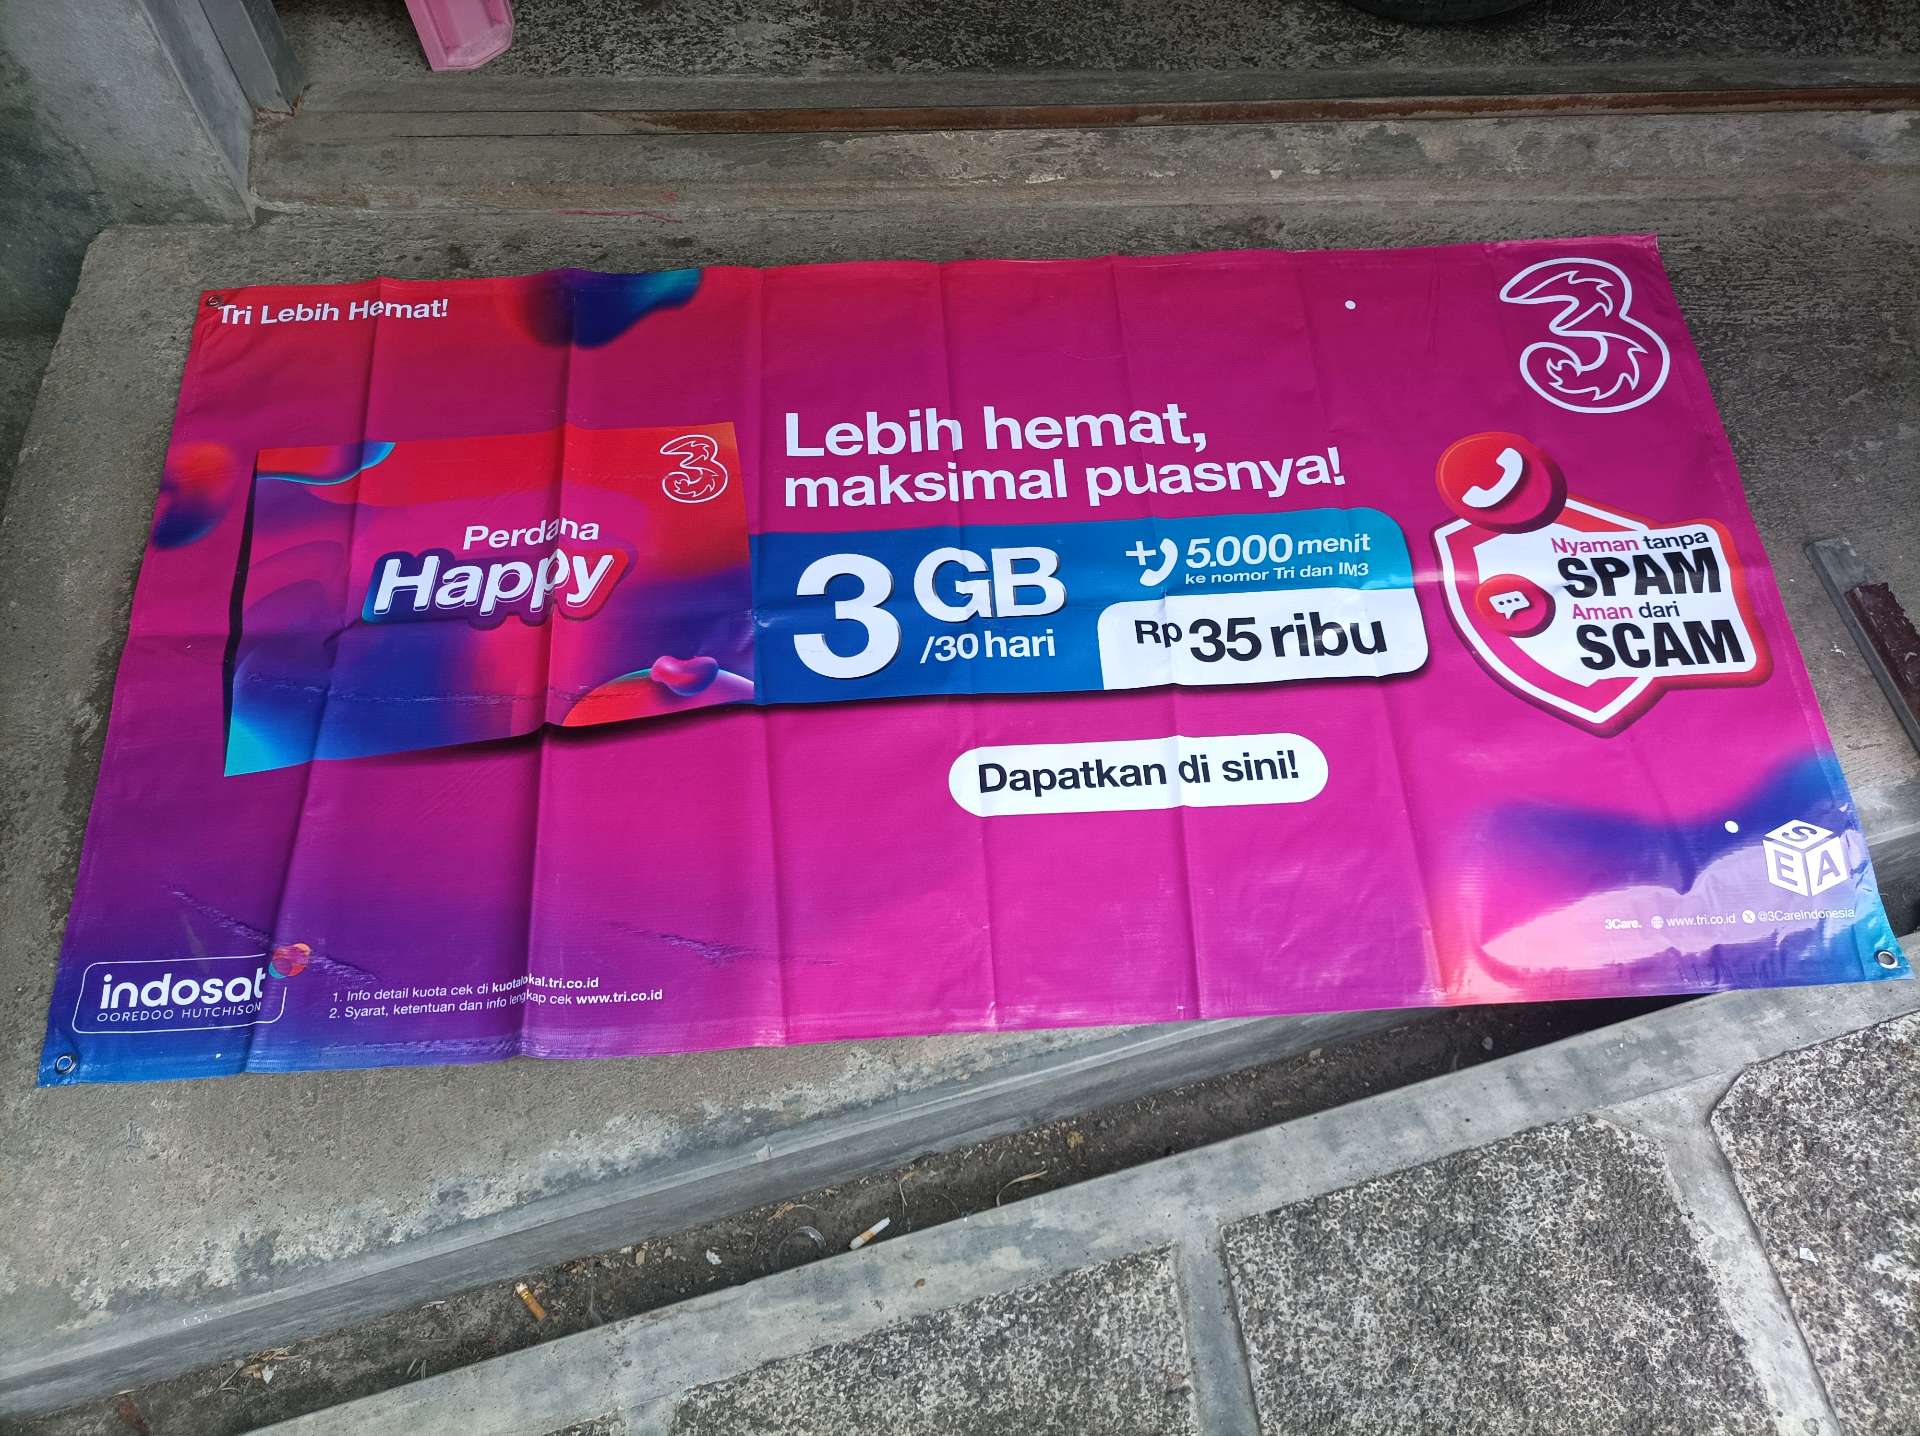 Tri Lebih Hemat!
3
3
Perdana
Happy
Lebih hemat,
maksimal puasnya!
3 GB
/30 hari
+ 5.000 menit
ke nomor Tri dan IM3
Rp 35 ribu
Nyaman tanpa
SPAM
Aman dari
SCAM
Dapatkan di sini!
SEA
3Care. www.tri.co.id @3CareIndonesia
indosat
OOREDOO HUTCHISON
1. Info detail kuota cek di kuotalokal.tri.co.id
2. Syarat, ketentuan dan info lengkap cek www.tri.co.id